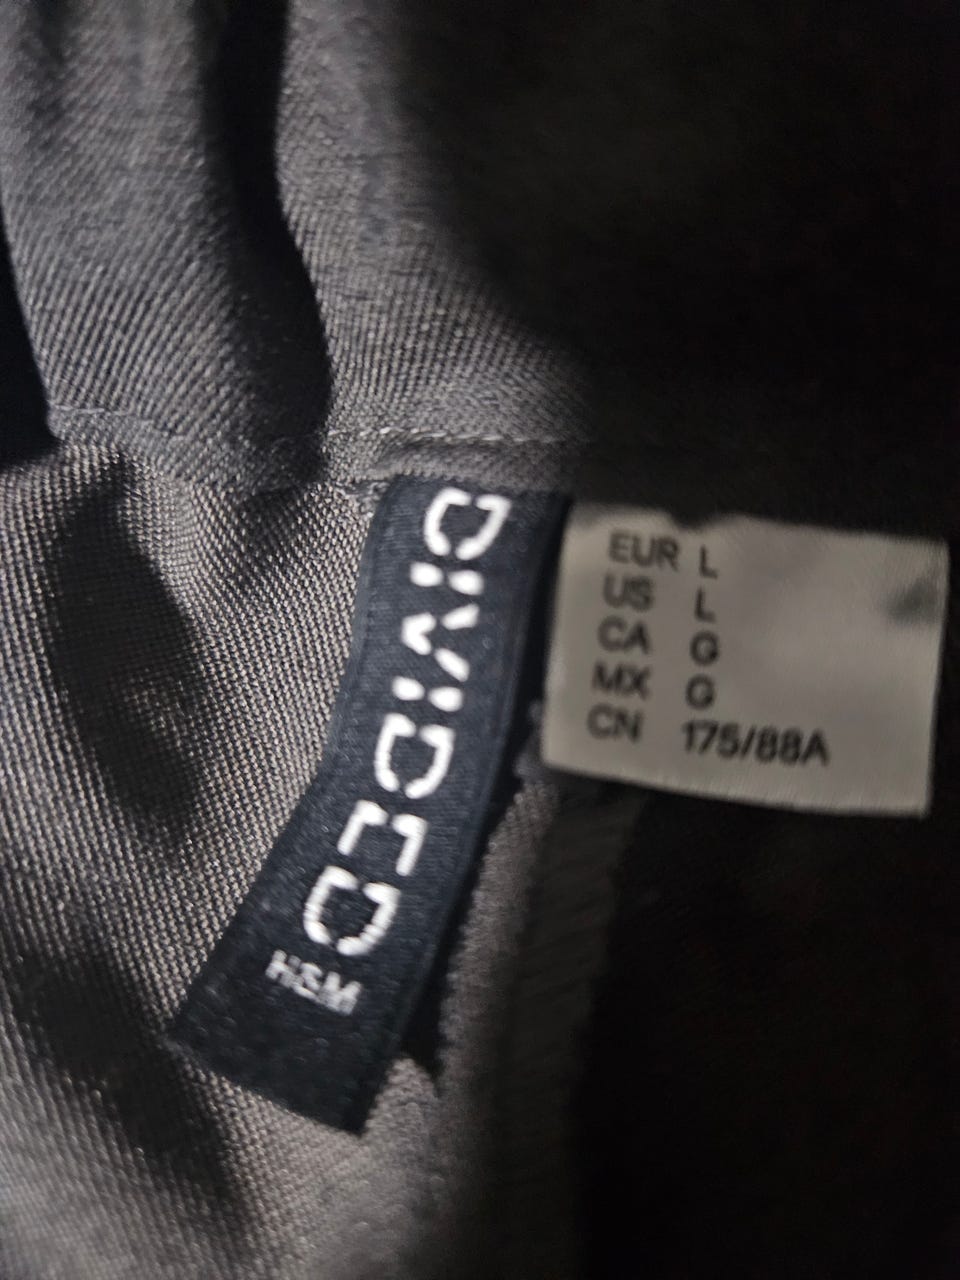 DIVIDED
H&M
EUR L
US L
CA G
MX G
CN 175/88A